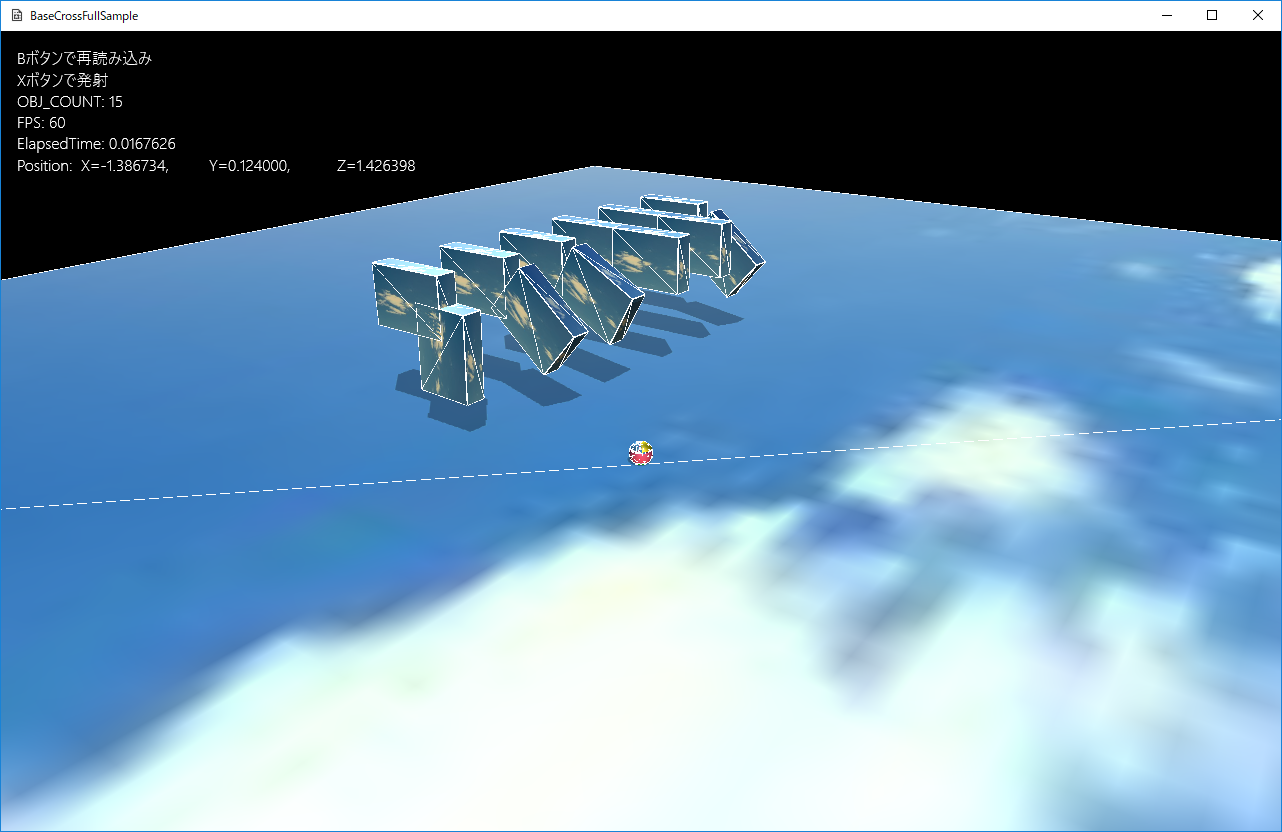 BaseCrossFullSample
Bボタンで再読み込み
Xボタンで発射
OBJ_COUNT: 15
FPS: 60
ElapsedTime: 0.0167626
Position: X=-1.386734, Y=0.124000, Z=1.426398